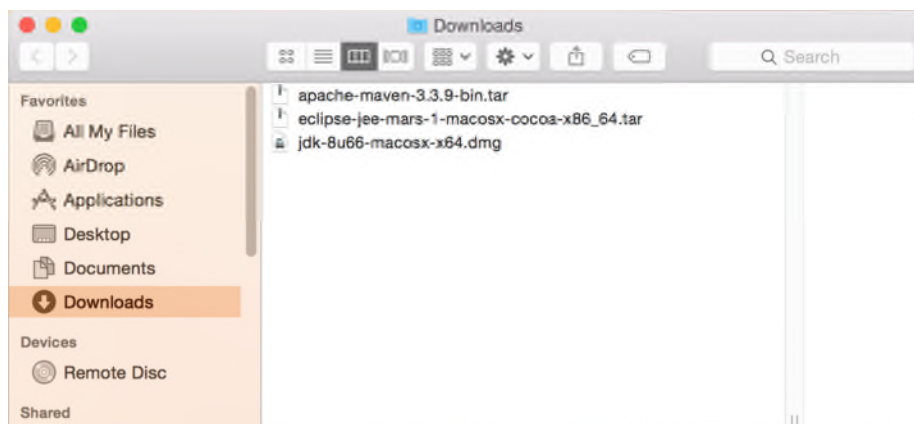 Downloads
Search
Favorites
All My Files
AirDrop
Applications
Desktop
Documents
Downloads
Devices
Remote Disc
Shared
apache-maven-3.3.9-bin.tar
eclipse-jee-mars-1-macosx-cocoa-x86_64.tar
jdk-8u66-macosx-x64.dmg